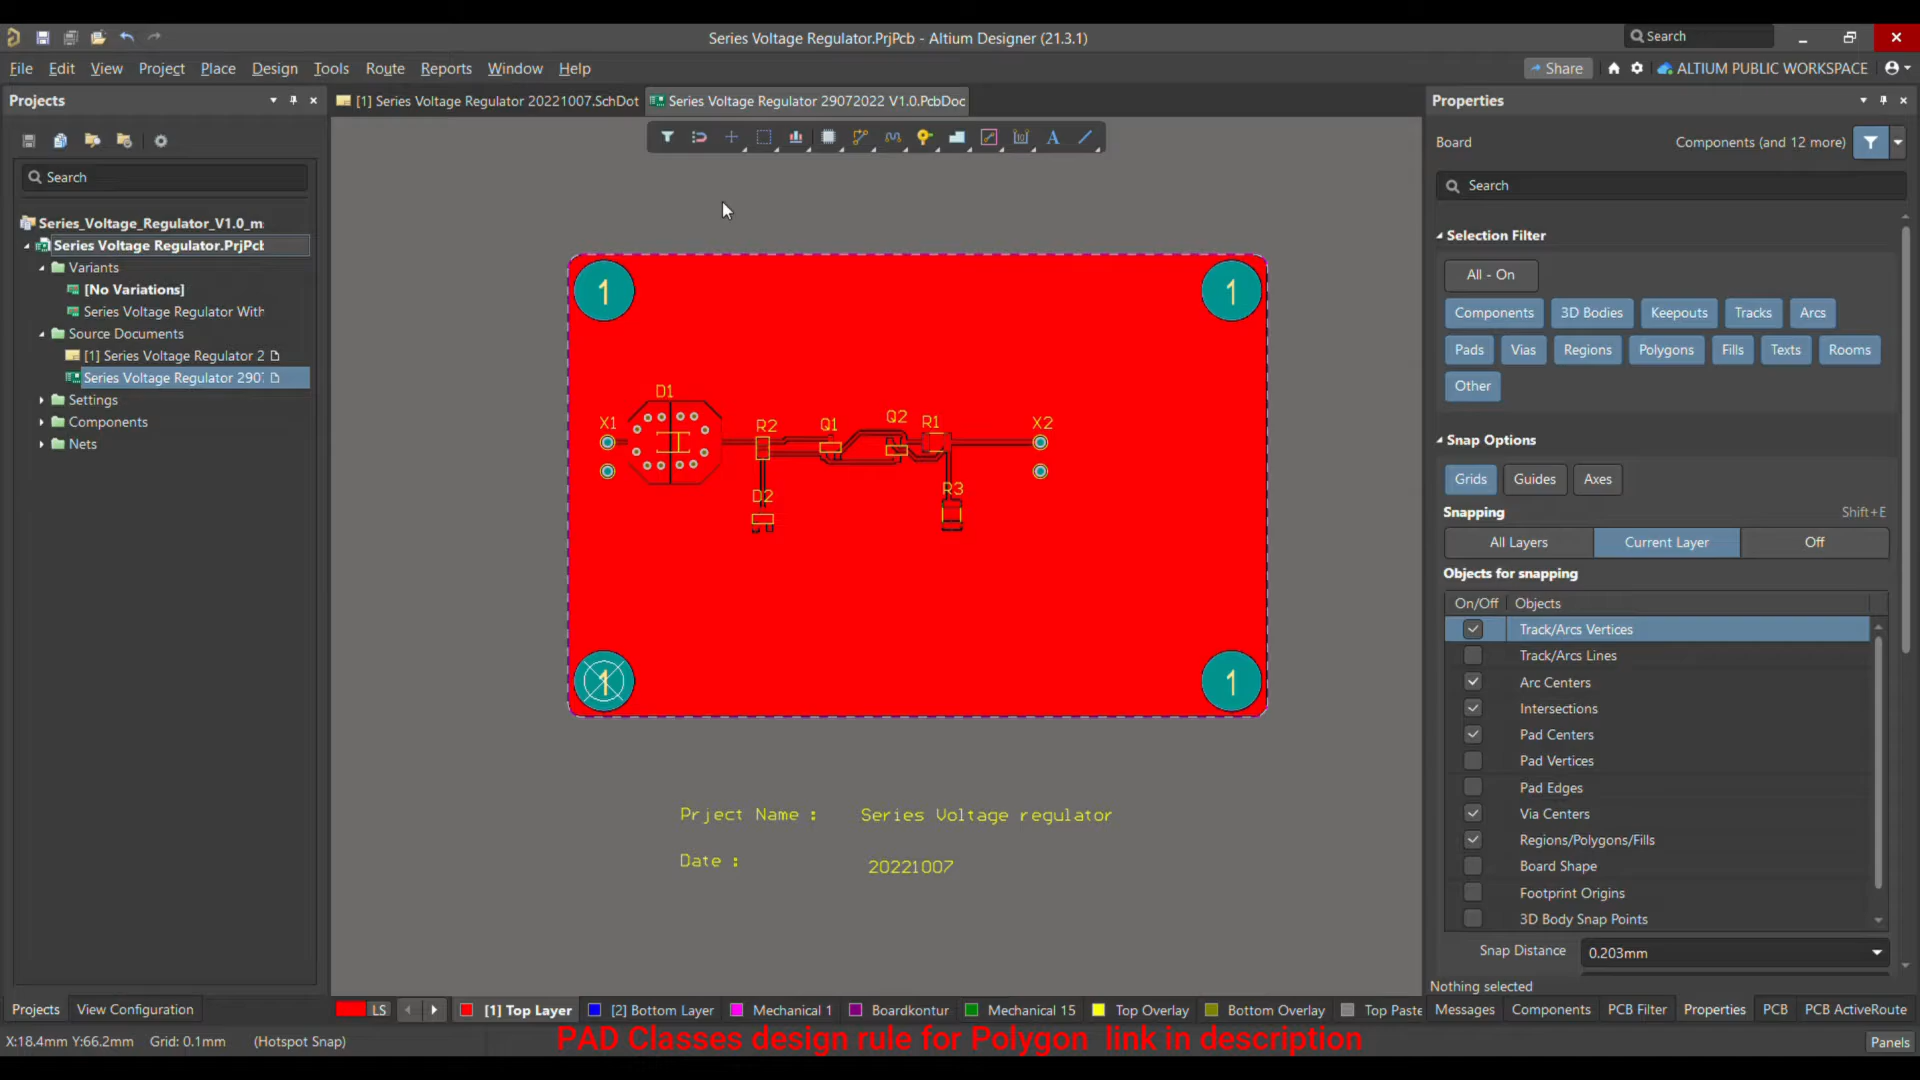 Series Voltage Regulator.PrjPcb - Altium Designer (21.3.1)
Search
File Edit View Project Place Design Tools Route Reports Window Help
Share
ALTIUM PUBLIC WORKSPACE
Projects
[1] Series Voltage Regulator 20221007.SchDot
Series Voltage Regulator 29072022 V1.0.PcbDoc
Properties
Board
Components (and 12 more)
Search
Search
Series_Voltage_Regulator_V1.0_m
Series Voltage Regulator.PrjPcb
Variants
[No Variations]
Series Voltage Regulator With
Source Documents
[1] Series Voltage Regulator 2
Series Voltage Regulator 2907
Settings
Components
Nets
1
1
D1
X1
R2
Q1
Q2
R1
X2
D2
R3
1
1
Prject Name :
Series Voltage regulator
Date :
20221007
Selection Filter
All - On
Components 3D Bodies Keepouts Tracks Arcs
Pads Vias Regions Polygons Fills Texts Rooms
Other
Snap Options
Grids Guides Axes
Snapping
Shift+E
All Layers Current Layer Off
Objects for snapping
On/Off Objects
Track/Arcs Vertices
Track/Arcs Lines
Arc Centers
Intersections
Pad Centers
Pad Vertices
Pad Edges
Via Centers
Regions/Polygons/Fills
Board Shape
Footprint Origins
3D Body Snap Points
Snap Distance 0.203mm
Nothing selected
Projects View Configuration
LS
[1] Top Layer
[2] Bottom Layer
Mechanical 1
Boardkontur
Mechanical 15
Top Overlay
Bottom Overlay
Top Paste
Messages Components PCB Filter Properties PCB PCB ActiveRoute
X:18.4mm Y:66.2mm Grid: 0.1mm (Hotspot Snap)
PAD Classes design rule for Polygon link in description
Panels